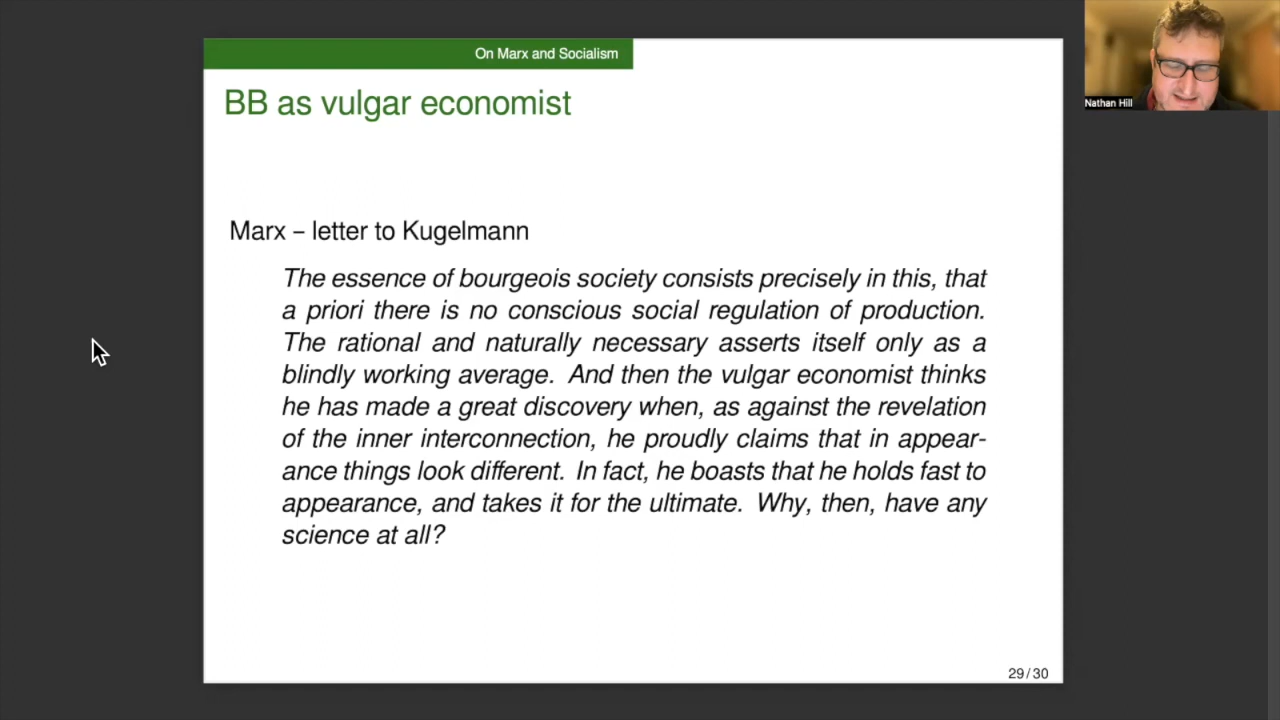 On Marx and Socialism
BB as vulgar economist
Nathan Hill
Marx – letter to Kugelmann
The essence of bourgeois society consists precisely in this, that
a priori there is no conscious social regulation of production.
The rational and naturally necessary asserts itself only as a
blindly working average. And then the vulgar economist thinks
he has made a great discovery when, as against the revelation
of the inner interconnection, he proudly claims that in appear-
ance things look different. In fact, he boasts that he holds fast to
appearance, and takes it for the ultimate. Why, then, have any
science at all?
29 / 30